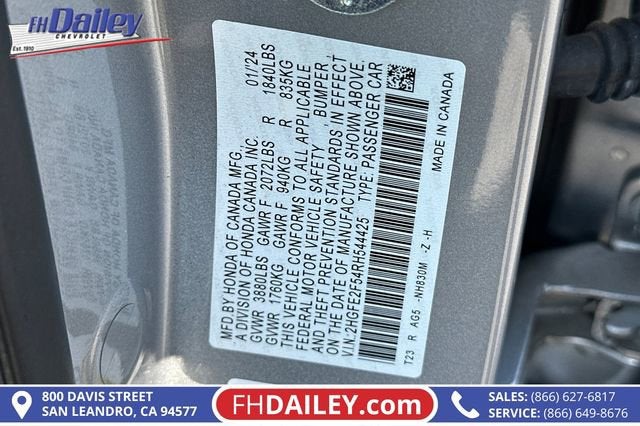 FHDailey
CHEVROLET
Est. 1910
MFD. BY HONDA OF CANADA MFG., 01/24
A DIVISION OF HONDA CANADA INC.
GVWR 3880LBS GAWR F 2072LBS R 1840LBS
GVWR 1760KG GAWR F 940KG R 835KG
THIS VEHICLE CONFORMS TO ALL APPLICABLE
FEDERAL MOTOR VEHICLE SAFETY , BUMPER ,
AND THEFT PREVENTION STANDARDS IN EFFECT
ON THE DATE OF MANUFACTURE SHOWN ABOVE.
V.I.N. 2HGFE2F54RH544425 TYPE: PASSENGER CAR
MADE IN CANADA
T23 R AG5 -NH830M -Z -H
800 DAVIS STREET
SAN LEANDRO, CA 94577
FHDAILEY.com
SALES: (866) 627-6817
SERVICE: (866) 649-8676